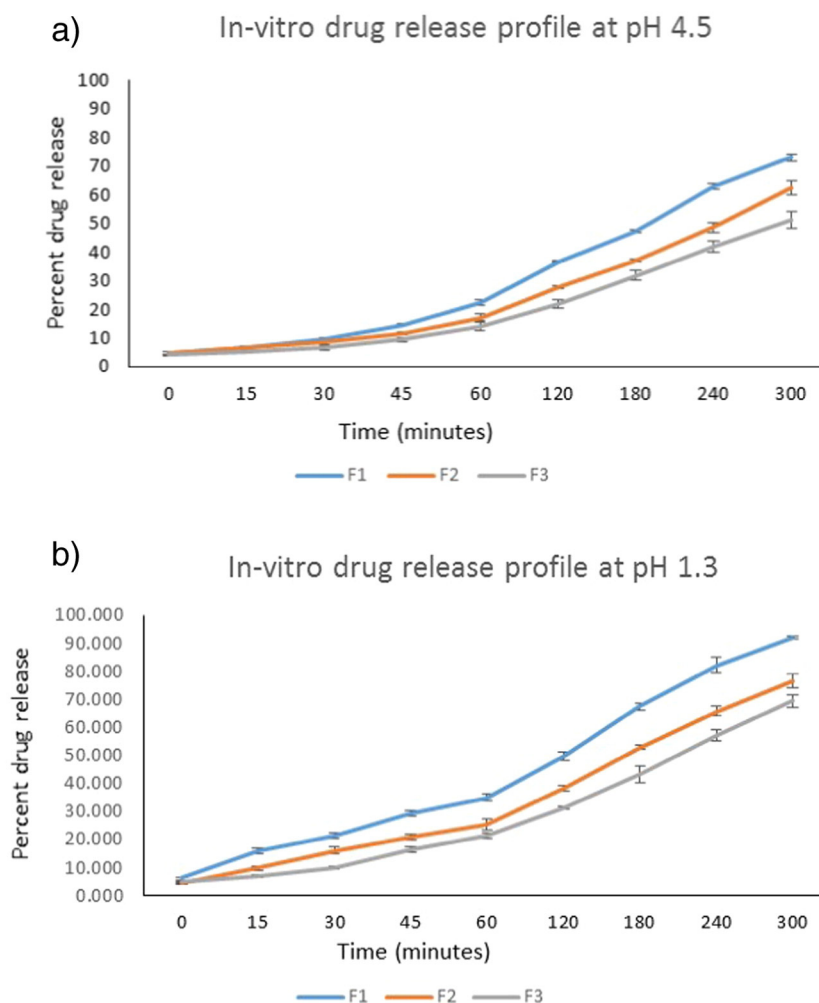 a)
In-vitro drug release profile at pH 4.5
Percent drug release
100
90
80
70
60
50
40
30
20
10
0
0 15 30 45 60 120 180 240 300
Time (minutes)
F1 F2 F3
b)
In-vitro drug release profile at pH 1.3
Percent drug release
100.000
90.000
80.000
70.000
60.000
50.000
40.000
30.000
20.000
10.000
0.000
0 15 30 45 60 120 180 240 300
Time (minutes)
F1 F2 F3